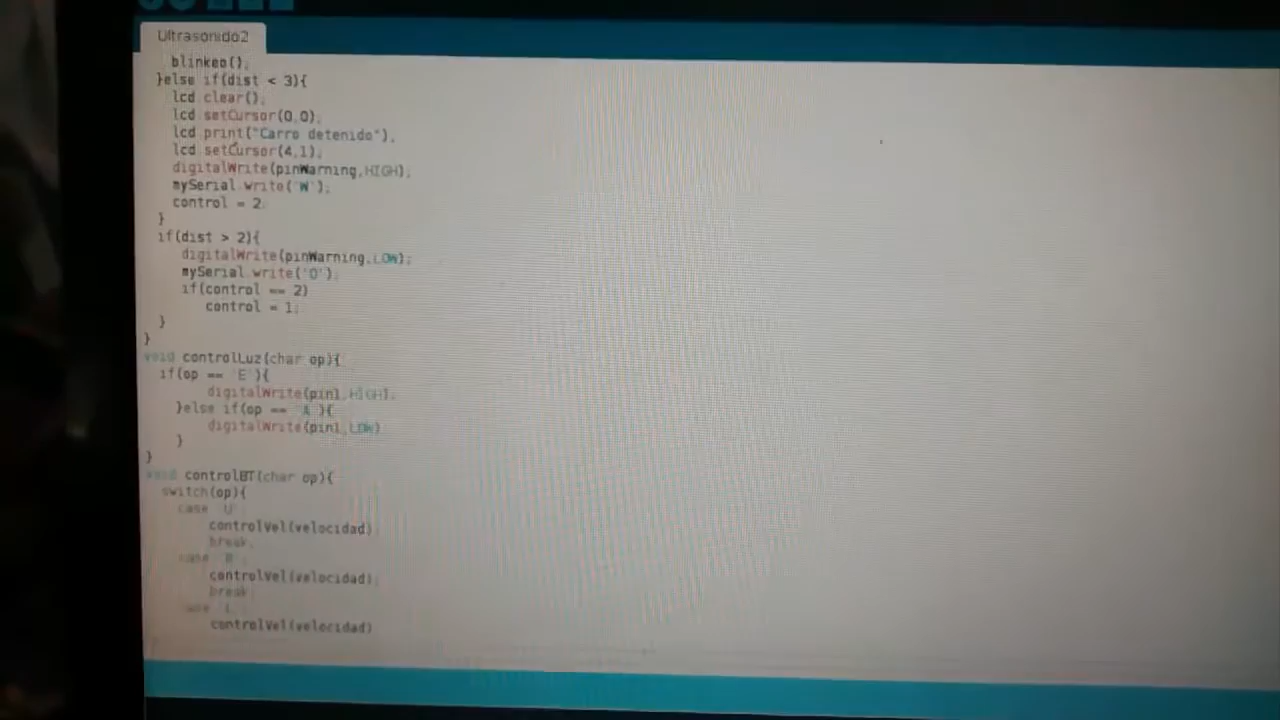 Ultrasonido2
blinkeo();
}else if(dist < 3){
lcd.clear();
lcd.setCursor(0,0);
lcd.print("Carro detenido");
lcd.setCursor(4,1);
digitalWrite(pinWarning,HIGH);
mySerial.write('W');
control = 2;
}
if(dist > 2){
digitalWrite(pinWarning,LOW);
mySerial.write('O');
if(control == 2)
control = 1;
}
}
void controlLuz(char op){
if(op == 'E'){
digitalWrite(pin1,HIGH);
}else if(op == 'A'){
digitalWrite(pin1,LOW)
}
}
void controlBT(char op){
switch(op){
case 'U':
controlVel(velocidad);
break;
case 'R':
controlVel(velocidad);
break;
case 'L':
controlVel(velocidad)